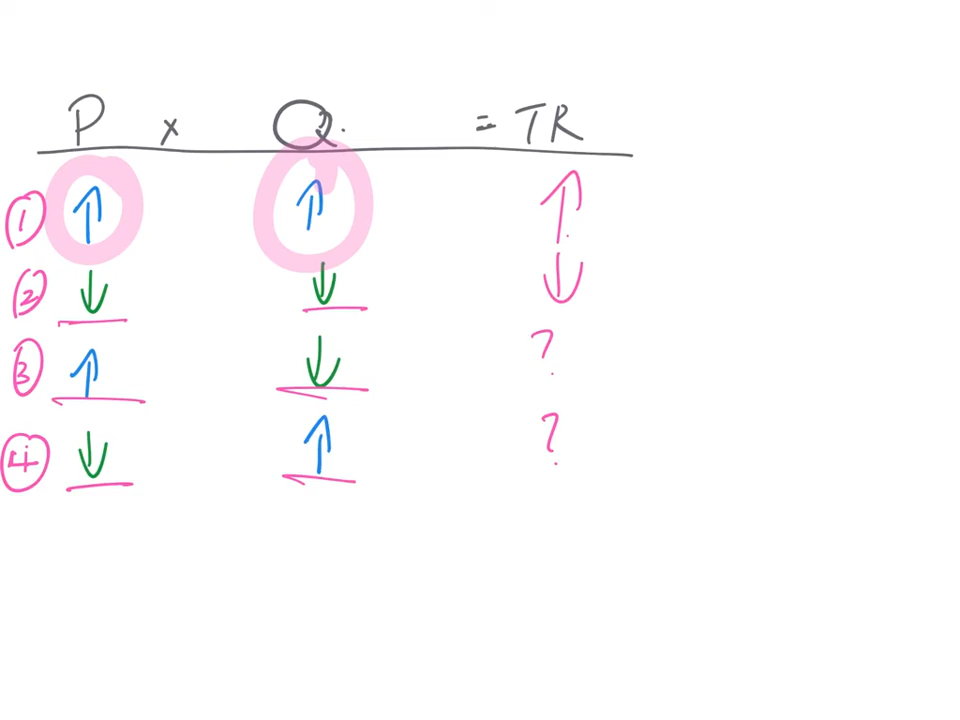 P x Q. = TR
① ↑ ↑ ↑
② ↓ ↓ ↓
③ ↑ ↓ ?
④ ↓ ↑ ?